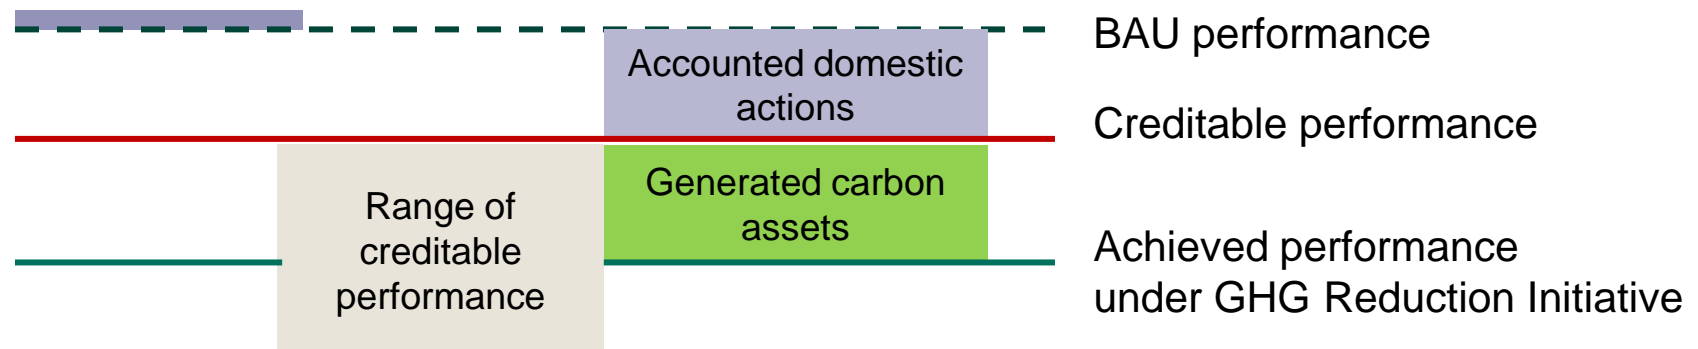 BAU performance
Accounted domestic
actions
Creditable performance
Generated carbon
assets
Range of
creditable
performance
Achieved performance
under GHG Reduction Initiative